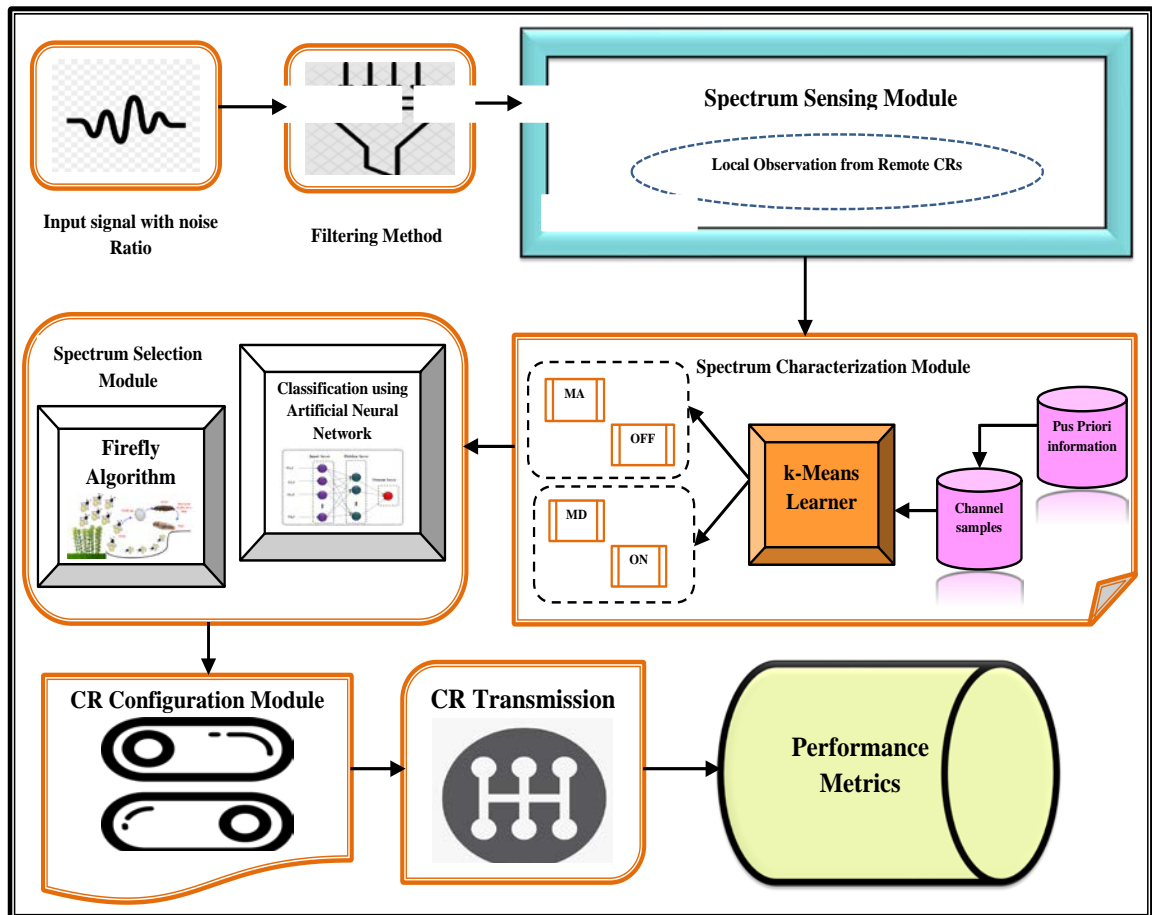 Input signal with noise
Ratio
Filtering Method
Spectrum Sensing Module
Local Observation from Remote CRs
Spectrum Selection
Module
Classification using
Artificial Neural
Network
Firefly
Algorithm
Spectrum Characterization Module
MA
OFF
MD
ON
k-Means
Learner
Channel
samples
Pus Priori
information
CR Configuration Module
CR Transmission
Performance
Metrics